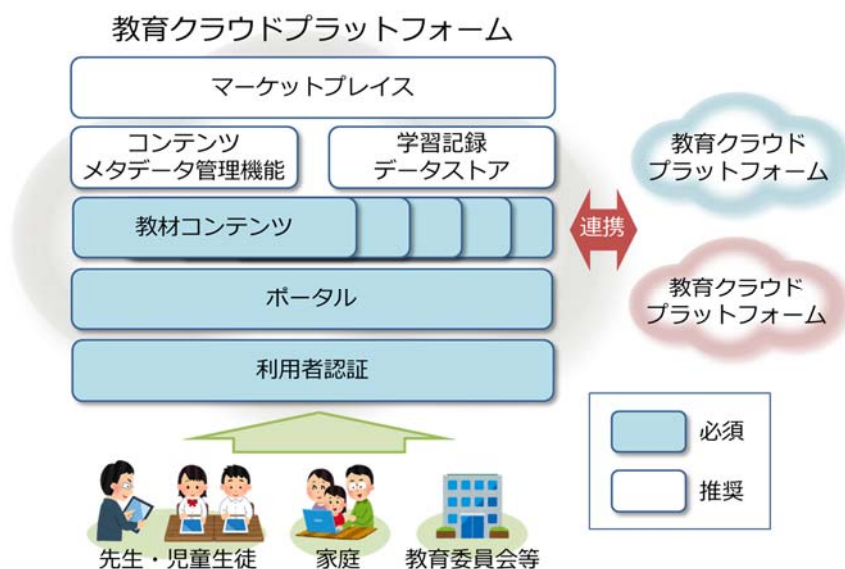 教育クラウドプラットフォーム
マーケットプレイス
コンテンツ
メタデータ管理機能
学習記録
データストア
教材コンテンツ
ポータル
利用者認証
連携
教育クラウド
プラットフォーム
教育クラウド
プラットフォーム
必須
推奨
先生・児童生徒
家庭
教育委員会等